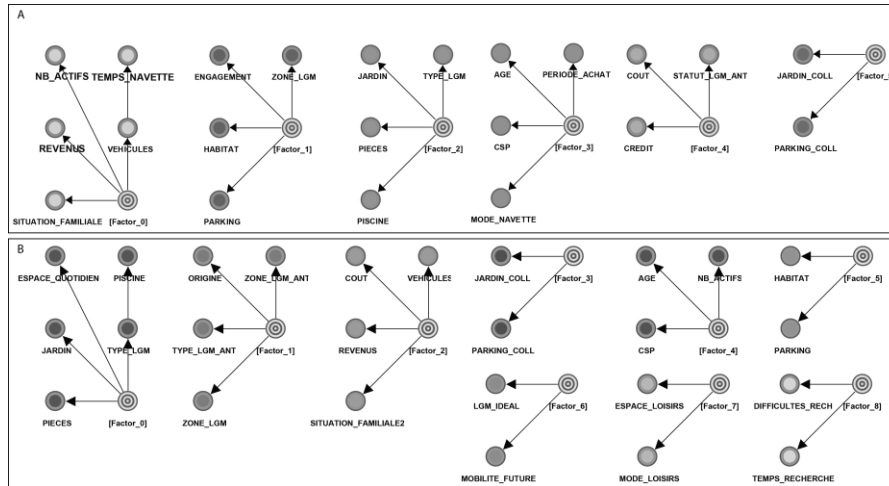 A
NB_ACTIFS TEMPS_NAVETTE ENGAGEMENT ZONE_LGM JARDIN TYPE_LGM AGE PERIODE_ACHAT COUT STATUT_LGM_ANT JARDIN_COLL
REVENUS VEHICULES HABITAT [Factor_1] PIECES [Factor_2] CSP [Factor_3] CREDIT [Factor_4] PARKING_COLL
SITUATION_FAMILIALE [Factor_0] PARKING PISCINE MODE_NAVETTE
B
ESPACE_QUOTIDIEN PISCINE ORIGINE ZONE_LGM_ANT COUT VEHICULES JARDIN_COLL [Factor_3] AGE NB_ACTIFS HABITAT [Factor_5]
JARDIN TYPE_LGM TYPE_LGM_ANT [Factor_1] REVENUS [Factor_2] PARKING_COLL CSP [Factor_4] PARKING
PIECES [Factor_0] ZONE_LGM SITUATION_FAMILIALE2 LGM_IDEAL [Factor_6] ESPACE_LOISIRS [Factor_7] DIFFICULTES_RECH [Factor_8]
MOBILITE_FUTURE MODE_LOISIRS TEMPS_RECHERCHE